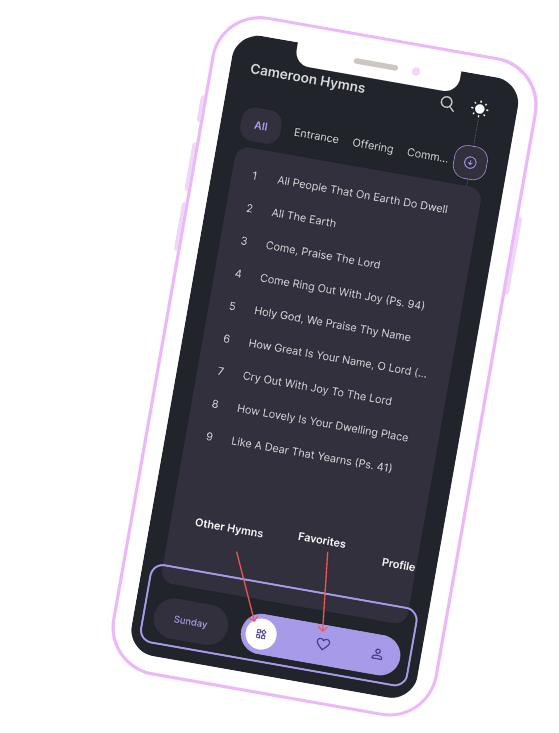 Cameroon Hymns
All Entrance Offering Comm...
1 All People That On Earth Do Dwell
2 All The Earth
3 Come, Praise The Lord
4 Come Ring Out With Joy (Ps. 94)
5 Holy God, We Praise Thy Name
6 How Great Is Your Name, O Lord (...
7 Cry Out With Joy To The Lord
8 How Lovely Is Your Dwelling Place
9 Like A Dear That Yearns (Ps. 41)
Other Hymns Favorites Profile
Sunday